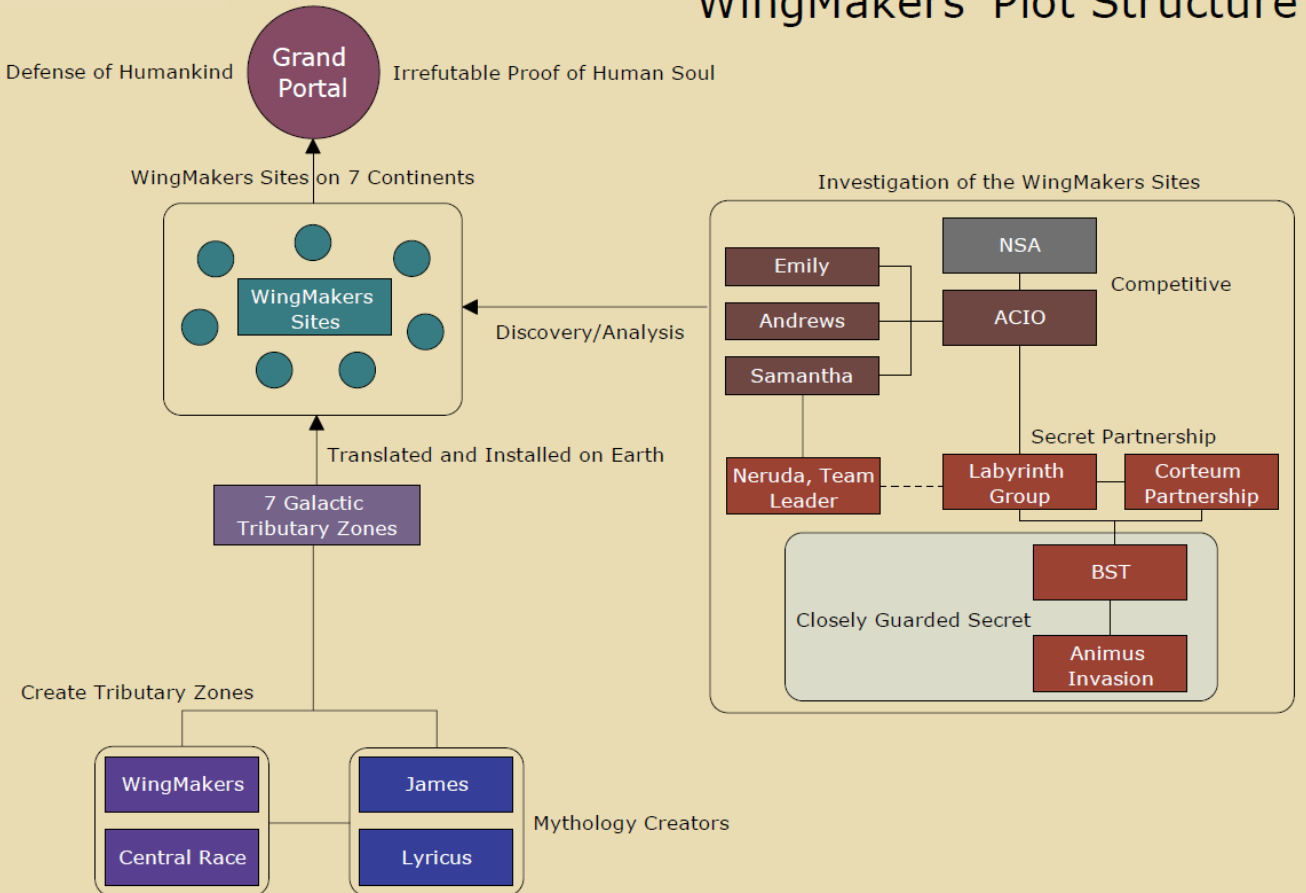 WingMakers' Plot Structure
Defense of Humankind
Grand
Portal
Irrefutable Proof of Human Soul
WingMakers Sites on 7 Continents
WingMakers
Sites
Discovery/Analysis
Translated and Installed on Earth
7 Galactic
Tributary Zones
Create Tributary Zones
WingMakers
Central Race
James
Lyricus
Mythology Creators
Investigation of the WingMakers Sites
Emily
Andrews
Samantha
NSA
Competitive
ACIO
Secret Partnership
Neruda, Team
Leader
Labyrinth
Group
Corteum
Partnership
BST
Closely Guarded Secret
Animus
Invasion